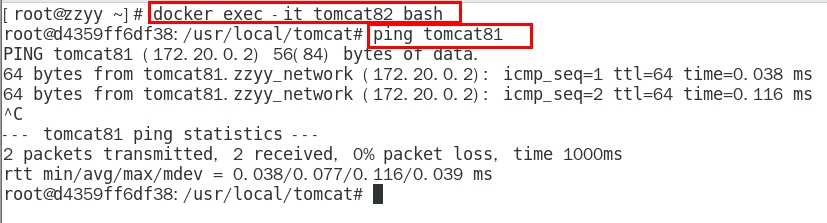 [root@zzyy ~]# docker exec -it tomcat82 bash
root@d4359ff6df38:/usr/local/tomcat# ping tomcat81
PING tomcat81 (172.20.0.2) 56(84) bytes of data.
64 bytes from tomcat81.zzyy_network (172.20.0.2): icmp_seq=1 ttl=64 time=0.038 ms
64 bytes from tomcat81.zzyy_network (172.20.0.2): icmp_seq=2 ttl=64 time=0.116 ms
^C
--- tomcat81 ping statistics ---
2 packets transmitted, 2 received, 0% packet loss, time 1000ms
rtt min/avg/max/mdev = 0.038/0.077/0.116/0.039 ms
root@d4359ff6df38:/usr/local/tomcat#